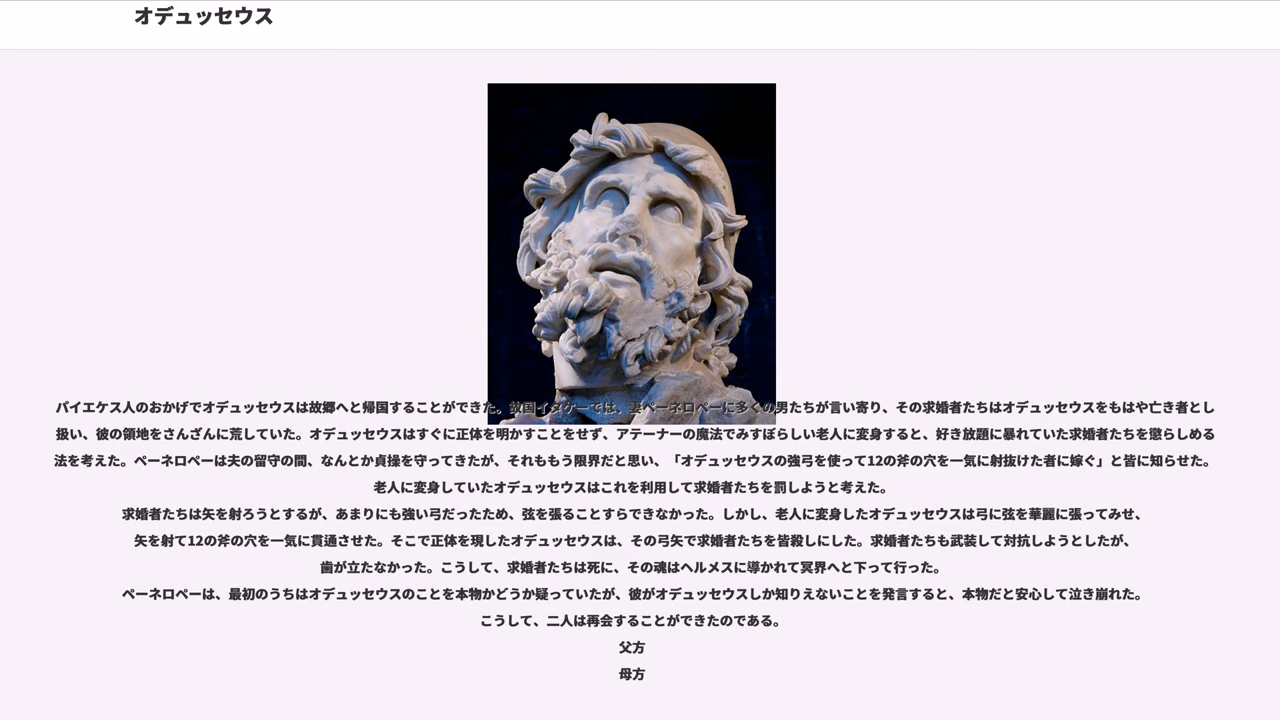 オデュッセウス
パイエケス人のおかげでオデュッセウスは故郷へと帰国することができた。故国イタケーでは、妻ペーネロペーに多くの男たちが言い寄り、その求婚者たちはオデュッセウスをもはや亡き者とし
扱い、彼の領地をさんざんに荒していた。オデュッセウスはすぐに正体を明かすことをせず、アテーナーの魔法でみすぼらしい老人に変身すると、好き放題に暴れていた求婚者たちを懲らしめる
法を考えた。ペーネロペーは夫の留守の間、なんとか貞操を守ってきたが、それももう限界だと思い、「オデュッセウスの強弓を使って12の斧の穴を一気に射抜けた者に嫁ぐ」と皆に知らせた。
老人に変身していたオデュッセウスはこれを利用して求婚者たちを罰しようと考えた。
求婚者たちは矢を射ろうとするが、あまりにも強い弓だったため、弦を張ることすらできなかった。しかし、老人に変身したオデュッセウスは弓に弦を華麗に張ってみせ、
矢を射て12の斧の穴を一気に貫通させた。そこで正体を現したオデュッセウスは、その弓矢で求婚者たちを皆殺しにした。求婚者たちも武装して対抗しようとしたが、
歯が立たなかった。こうして、求婚者たちは死に、その魂はヘルメスに導かれて冥界へと下って行った。
ペーネロペーは、最初のうちはオデュッセウスのことを本物かどうか疑っていたが、彼がオデュッセウスしか知りえないことを発言すると、本物だと安心して泣き崩れた。
こうして、二人は再会することができたのである。
父方
母方